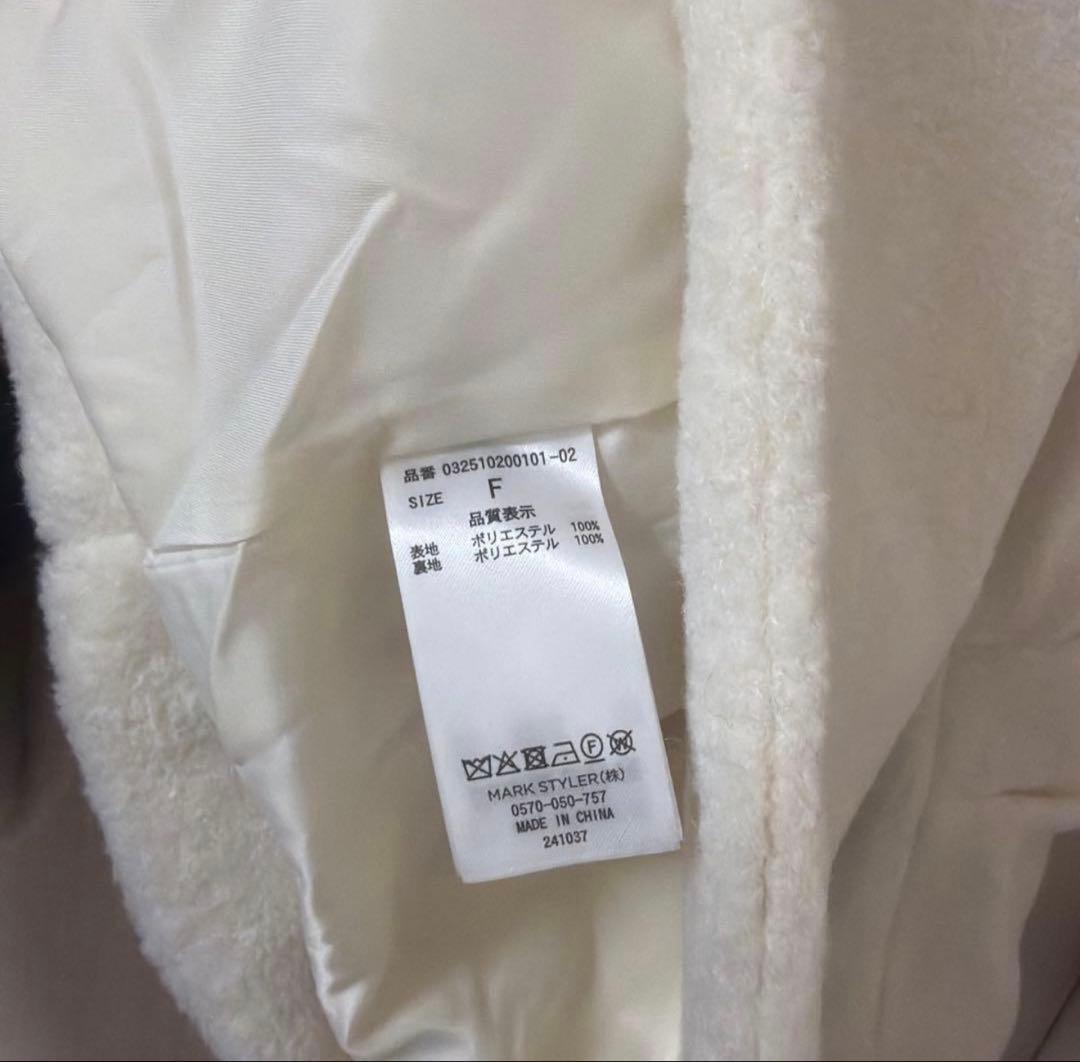 品番 032510200101-02
SIZE F
品質表示
表地 ポリエステル 100%
裏地 ポリエステル 100%
F W
MARK STYLER(株)
0570-050-757
MADE IN CHINA
241037